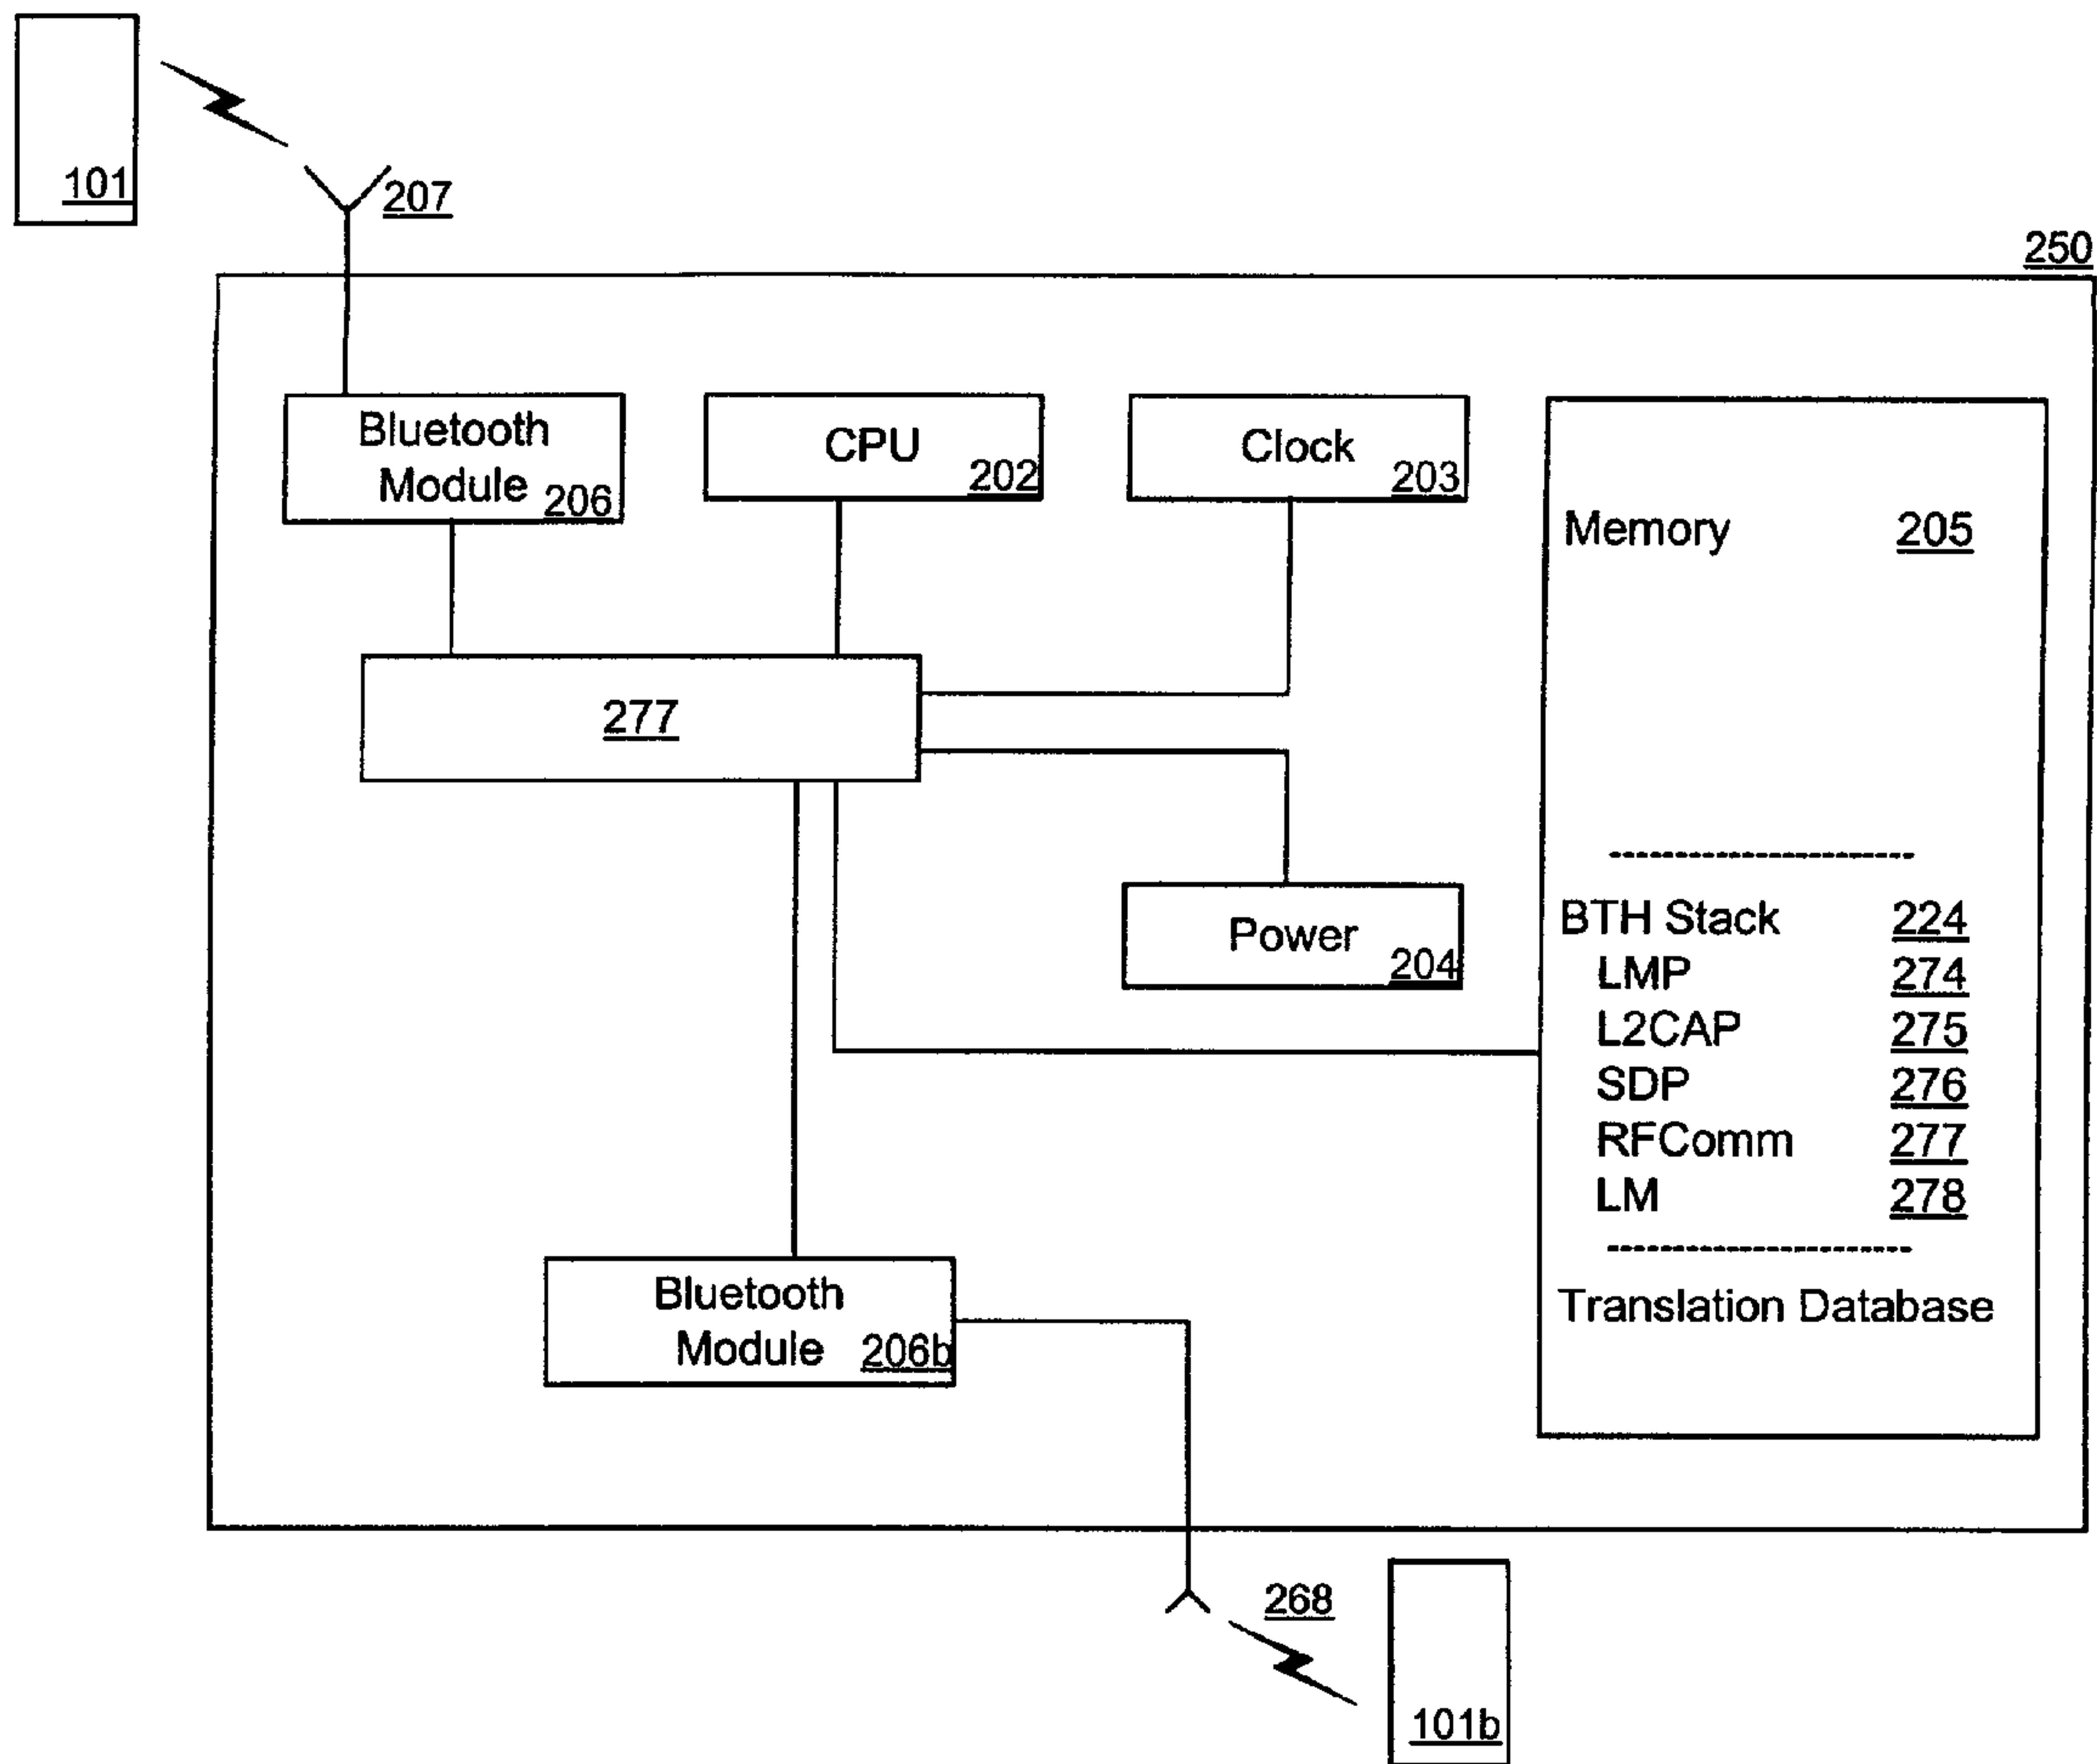 101
207
250
Bluetooth
Module 206
CPU 202
Clock 203
Memory 205
277
BTH Stack 224
LMP 274
L2CAP 275
SDP 276
RFComm 277
LM 278
Power 204
Translation Database
Bluetooth
Module 206b
268
101b